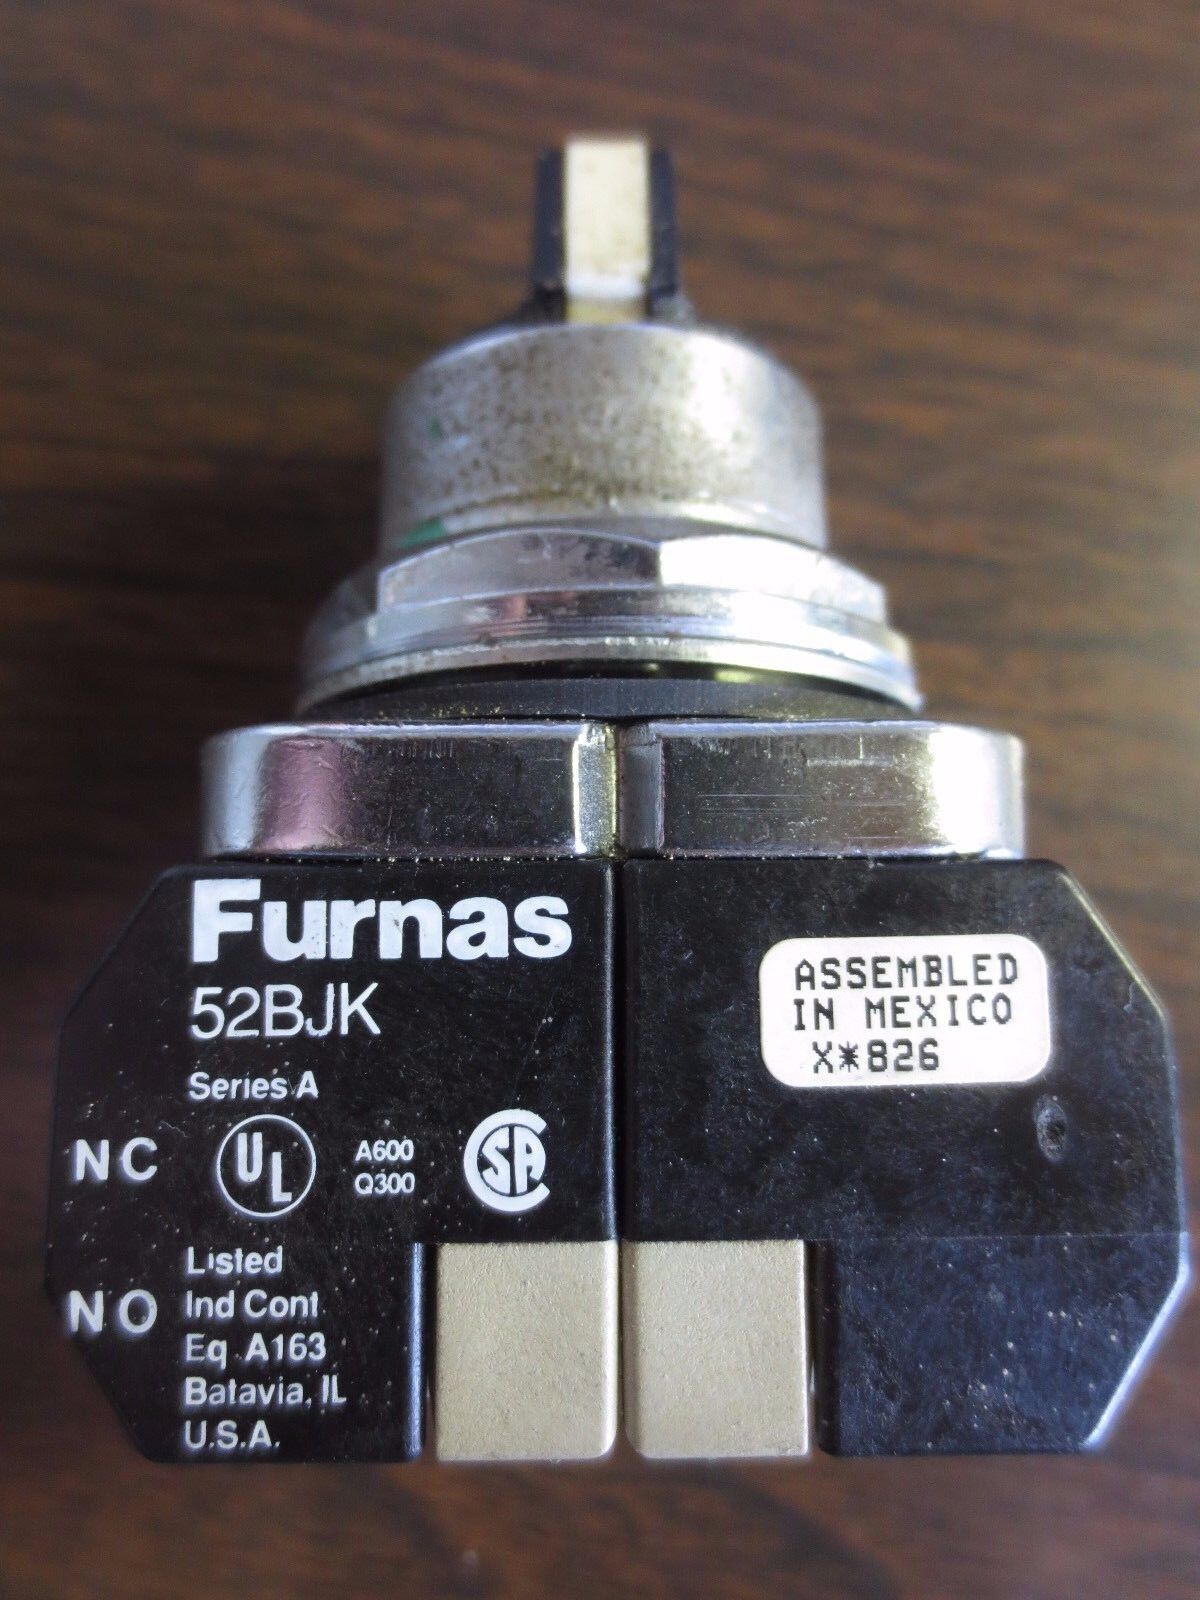 Furnas
52BJK
Series A
NC
UL
A600
Q300
SA
NO
Listed
Ind Cont
Eq. A163
Batavia, IL
U.S.A.
ASSEMBLED
IN MEXICO
X*826